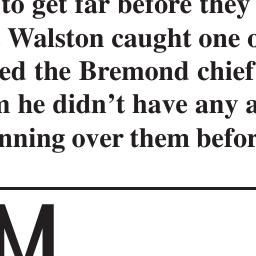 to get far before they
Walston caught one o
ed the Bremond chief
m he didn't have any a
nning over them befor
M